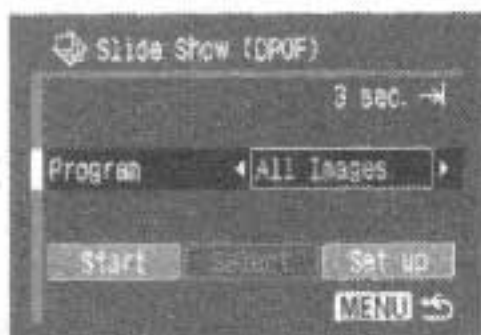 Slide Show (DPOF)
3 sec.
Program All Images
Start Select Set up
MENU